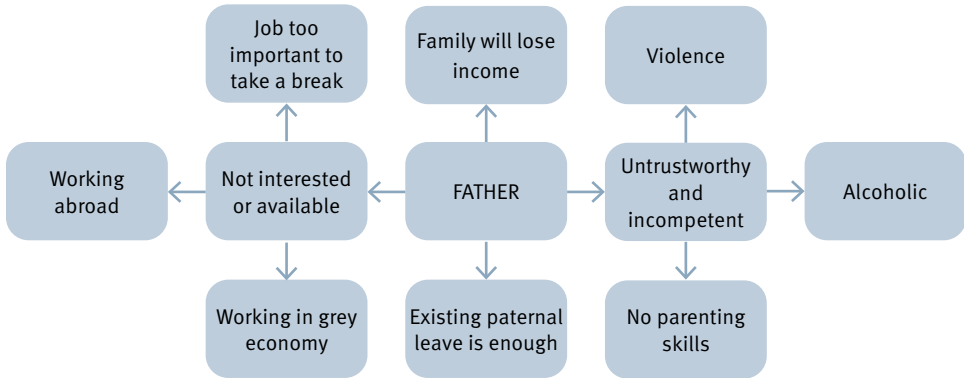 Job too
important to
take a break
Family will lose
income
Violence
Working
abroad
Not interested
or available
FATHER
Untrustworthy
and
incompetent
Alcoholic
Working in grey
economy
Existing paternal
leave is enough
No parenting
skills